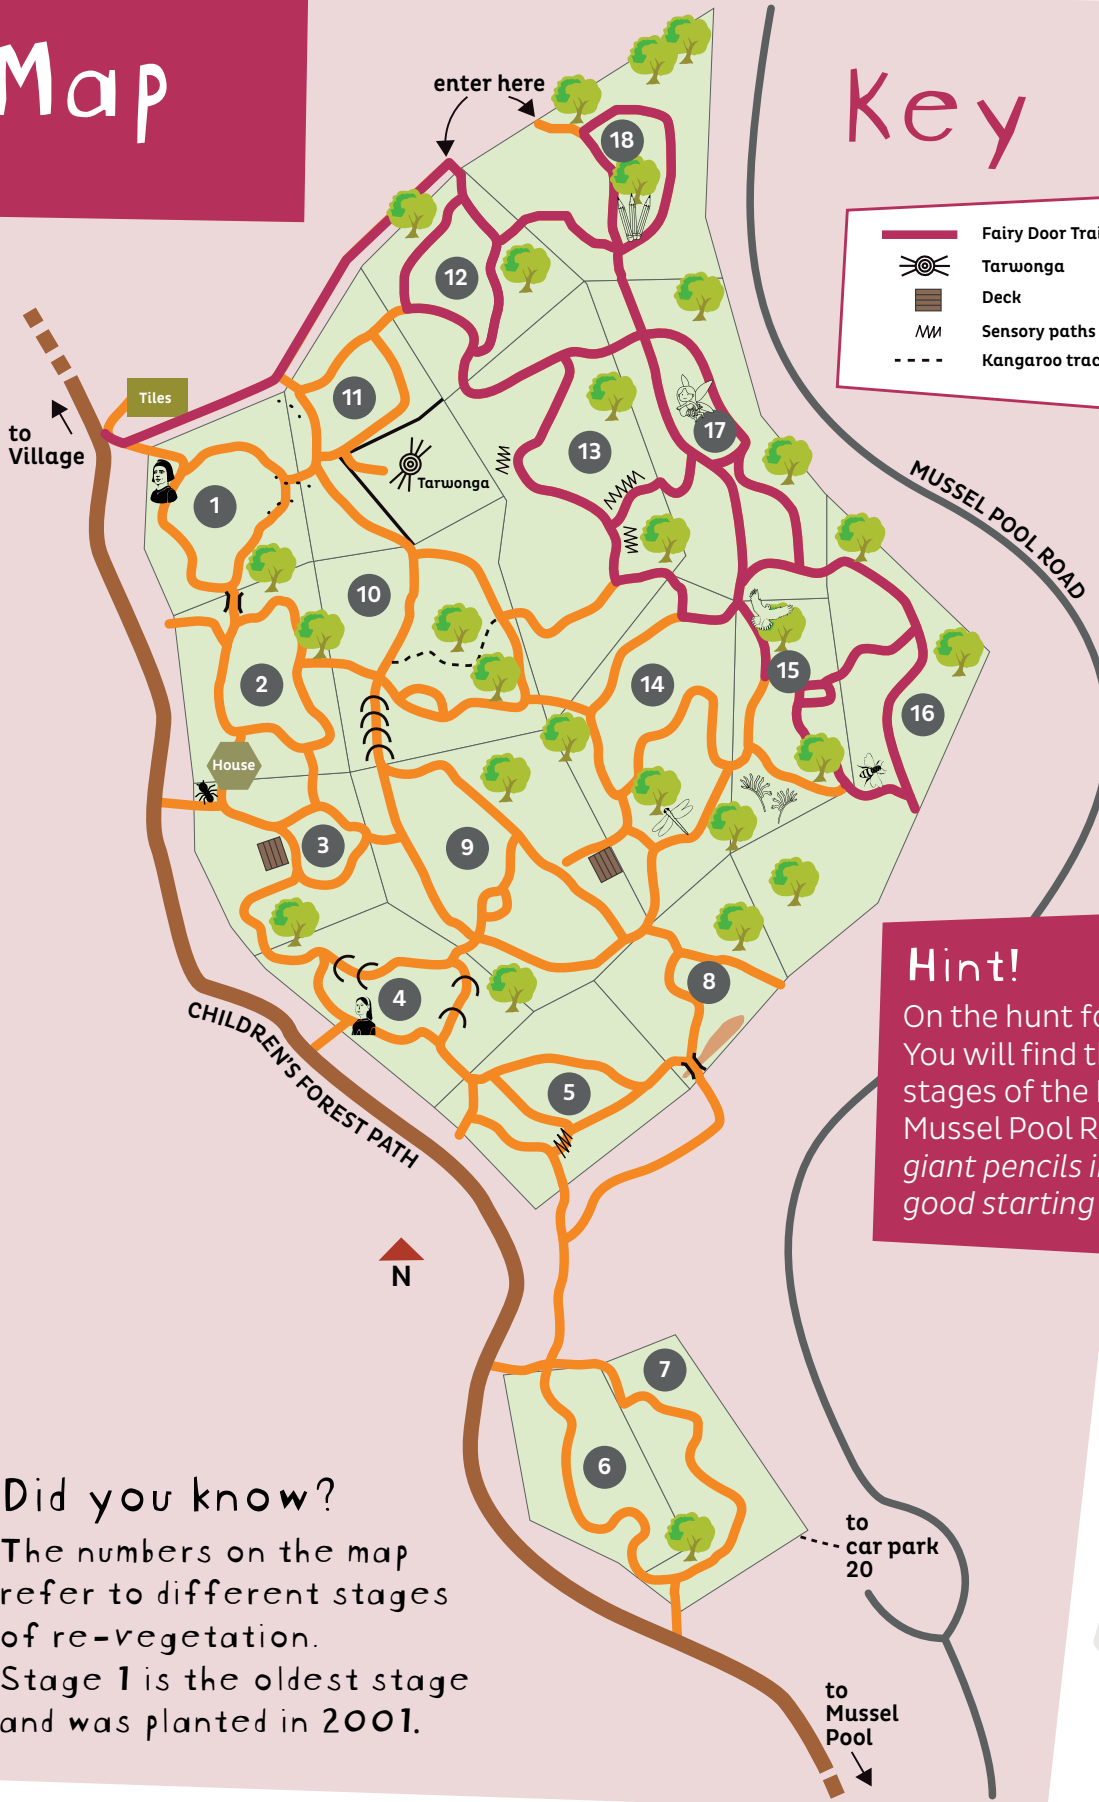 Map
enter here
Key
Fairy Door
Tarwonga
Deck
Sensory paths
Kangaroo
18
12
Tiles
to
Village
11
17
13
Tarwonga
MUSSEL POOL ROAD
1
10
2
14
15
16
House
3
9
8
4
CHILDREN'S FOREST PATH
5
N
Hint!
On the hunt
You will find
stages of the
Mussel Pool
giant pencils
good starting
7
6
to
car park
20
Did you know?
The numbers on the map
refer to different stages
of re-vegetation.
Stage 1 is the oldest stage
and was planted in 2001.
to
Mussel
Pool